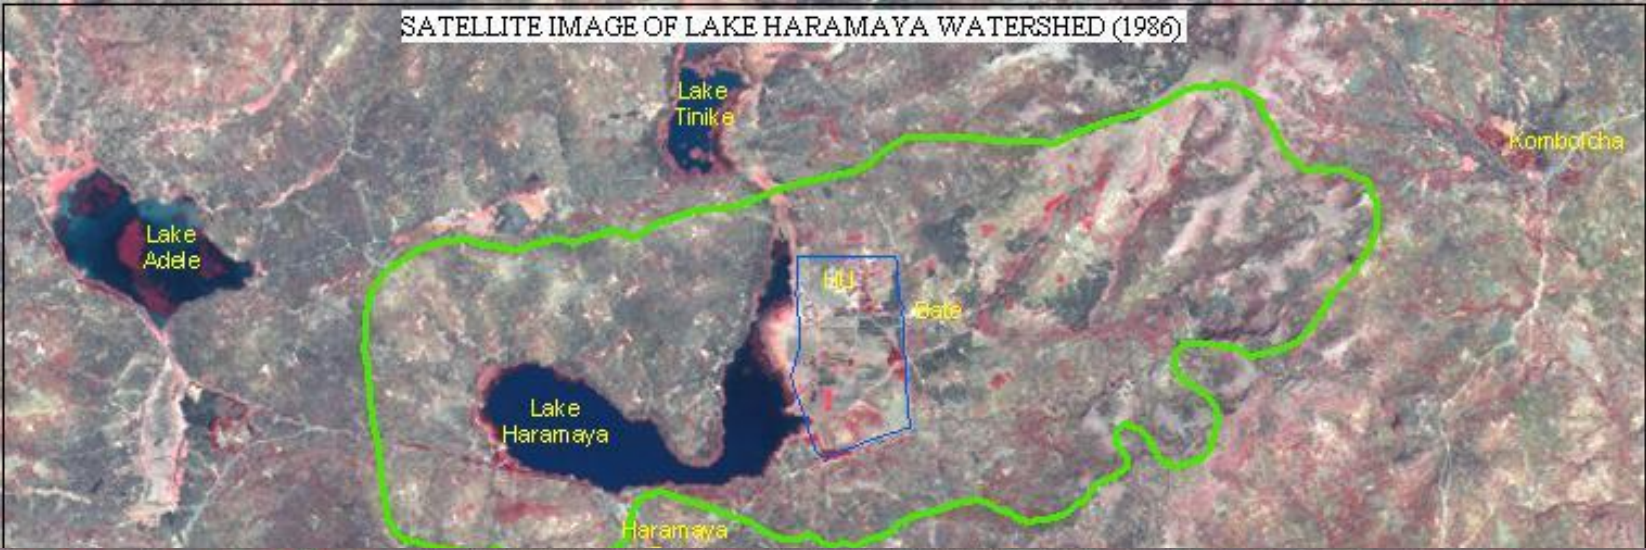 SATELLITE IMAGE OF LAKE HARAMAYA WATERSHED (1986)
Lake
Tinike
Kombolcha
Lake
Adele
HU
Bate
Lake
Haramaya
Haramaya